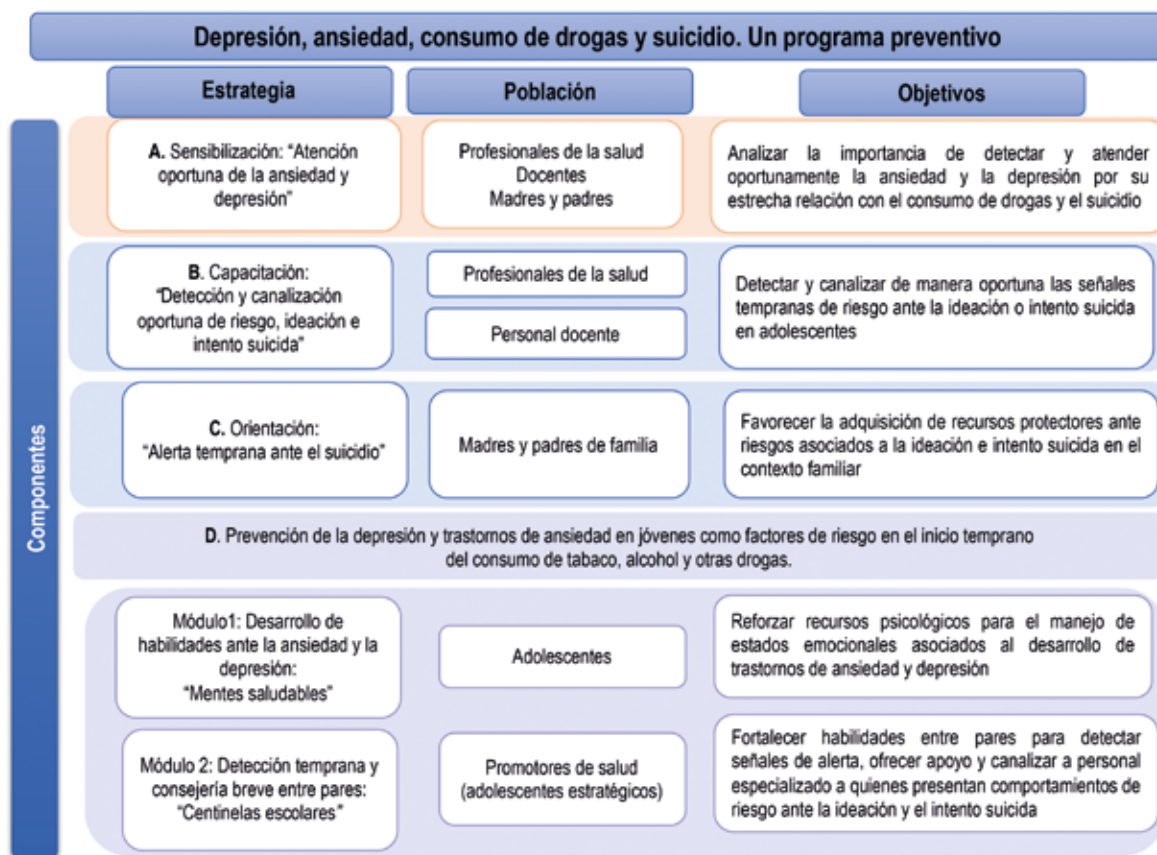 Depresión, ansiedad, consumo de drogas y suicidio. Un programa preventivo
Estrategia
Población
Objetivos
Componentes
A. Sensibilización: “Atención
oportuna de la ansiedad y
depresión”
Profesionales de la salud
Docentes
Madres y padres
Analizar la importancia de detectar y atender
oportunamente la ansiedad y la depresión por su
estrecha relación con el consumo de drogas y el suicidio
B. Capacitación:
“Detección y canalización
oportuna de riesgo, ideación e
intento suicida”
Profesionales de la salud
Personal docente
Detectar y canalizar de manera oportuna las señales
tempranas de riesgo ante la ideación o intento suicida
en adolescentes
C. Orientación:
“Alerta temprana ante el suicidio”
Madres y padres de familia
Favorecer la adquisición de recursos protectores ante
riesgos asociados a la ideación e intento suicida en el
contexto familiar
D. Prevención de la depresión y trastornos de ansiedad en jóvenes como factores de riesgo en el inicio temprano
del consumo de tabaco, alcohol y otras drogas.
Módulo1: Desarrollo de
habilidades ante la ansiedad y la
depresión:
“Mentes saludables”
Adolescentes
Reforzar recursos psicológicos para el manejo de
estados emocionales asociados al desarrollo de
trastornos de ansiedad y depresión
Módulo 2: Detección temprana y
consejería breve entre pares:
“Centinelas escolares”
Promotores de salud
(adolescentes estratégicos)
Fortalecer habilidades entre pares para detectar
señales de alerta, ofrecer apoyo y canalizar a personal
especializado a quienes presentan comportamientos de
riesgo ante la ideación y el intento suicida